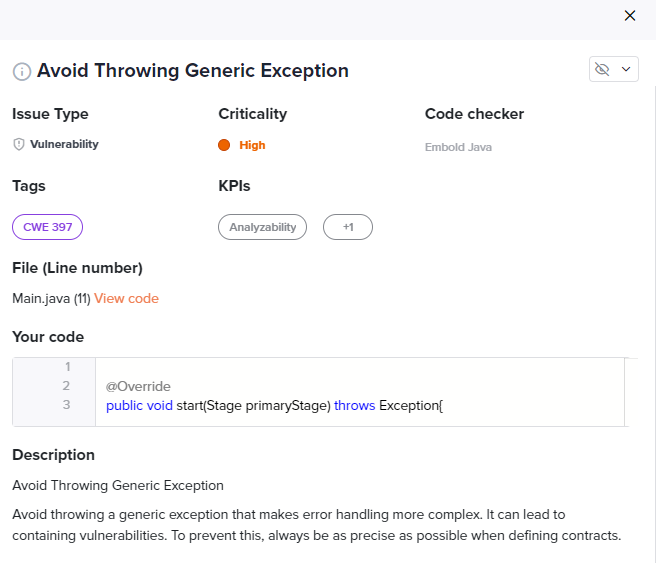 Avoid Throwing Generic Exception
Issue Type
Criticality
Code checker
Vulnerability
High
Embold Java
Tags
KPIs
CWE 397
Analyzability
+1
File (Line number)
Main.java (11) View code
Your code
1
2 @Override
3 public void start(Stage primaryStage) throws Exception{
Description
Avoid Throwing Generic Exception
Avoid throwing a generic exception that makes error handling more complex. It can lead to
containing vulnerabilities. To prevent this, always be as precise as possible when defining contracts.